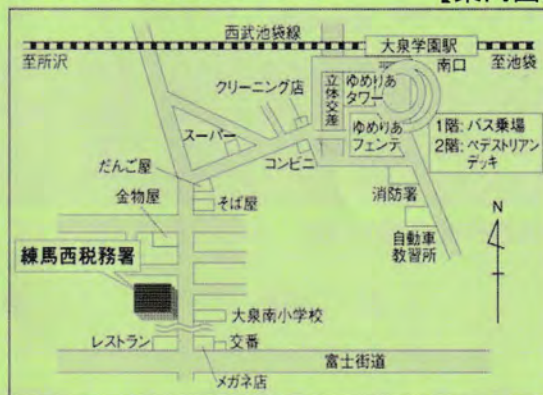 西武池袋線
大泉学園駅
至所沢
南口
至池袋
クリーニング店
立体交差
ゆめりあ
タワー
スーパー
ゆめりあ
フェンテ
1階:バス乗場
2階:ペデストリアン
デッキ
コンビニ
だんご屋
金物屋
そば屋
消防署
N
自動車
教習所
練馬西税務署
大泉南小学校
レストラン
交番
富士街道
メガネ店